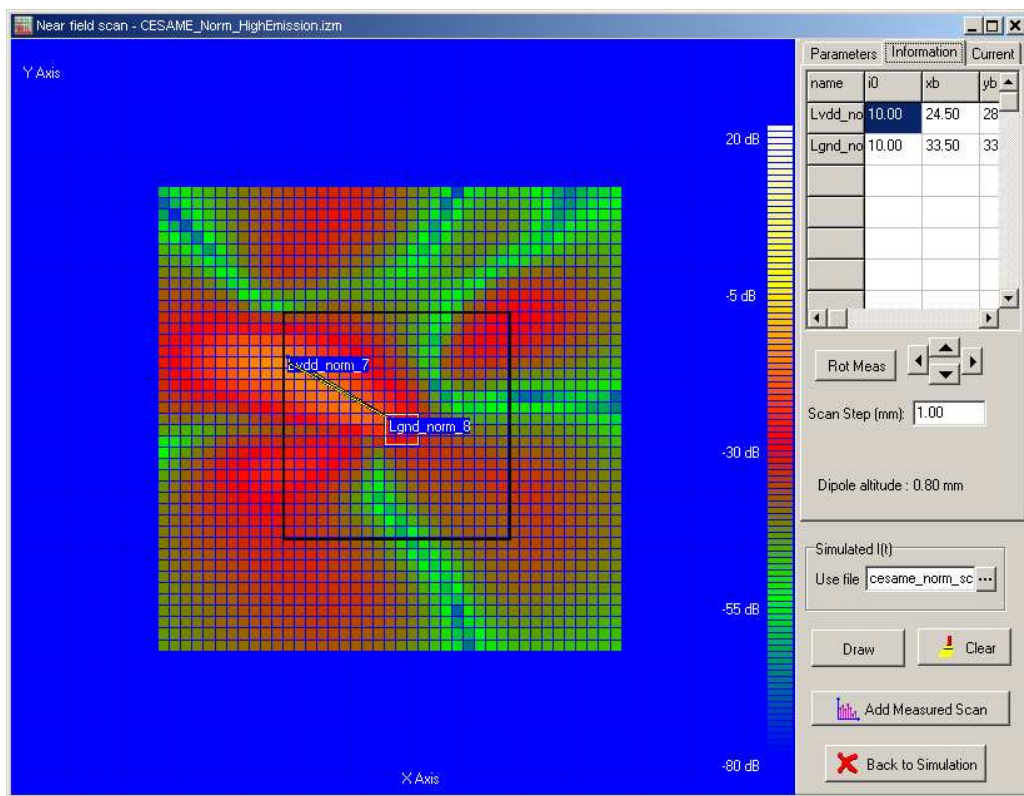 Near field scan - CESAME_Norm_HighEmission.izm
Y Axis
20 dB
-5 dB
-30 dB
-55 dB
-80 dB
X Axis
Lvdd_norm_7
Lgnd_norm_8
Parameters Information Current
name i0 xb yb
Lvdd_no 10.00 24.50 28
Lgnd_no 10.00 33.50 33
Rot Meas
Scan Step (mm): 1.00
Dipole altitude : 0.80 mm
Simulated I(t)
Use file cesame_norm_sc ...
Draw Clear
Add Measured Scan
Back to Simulation